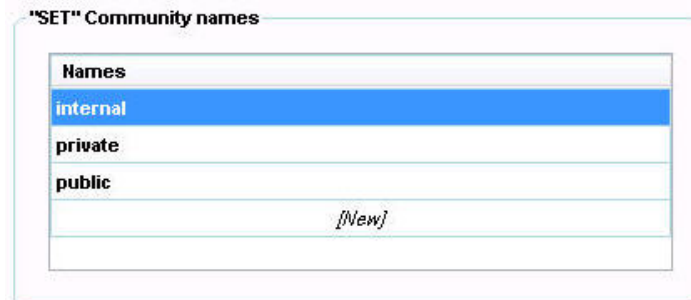 "SET" Community names
Names
internal
private
public
[New]